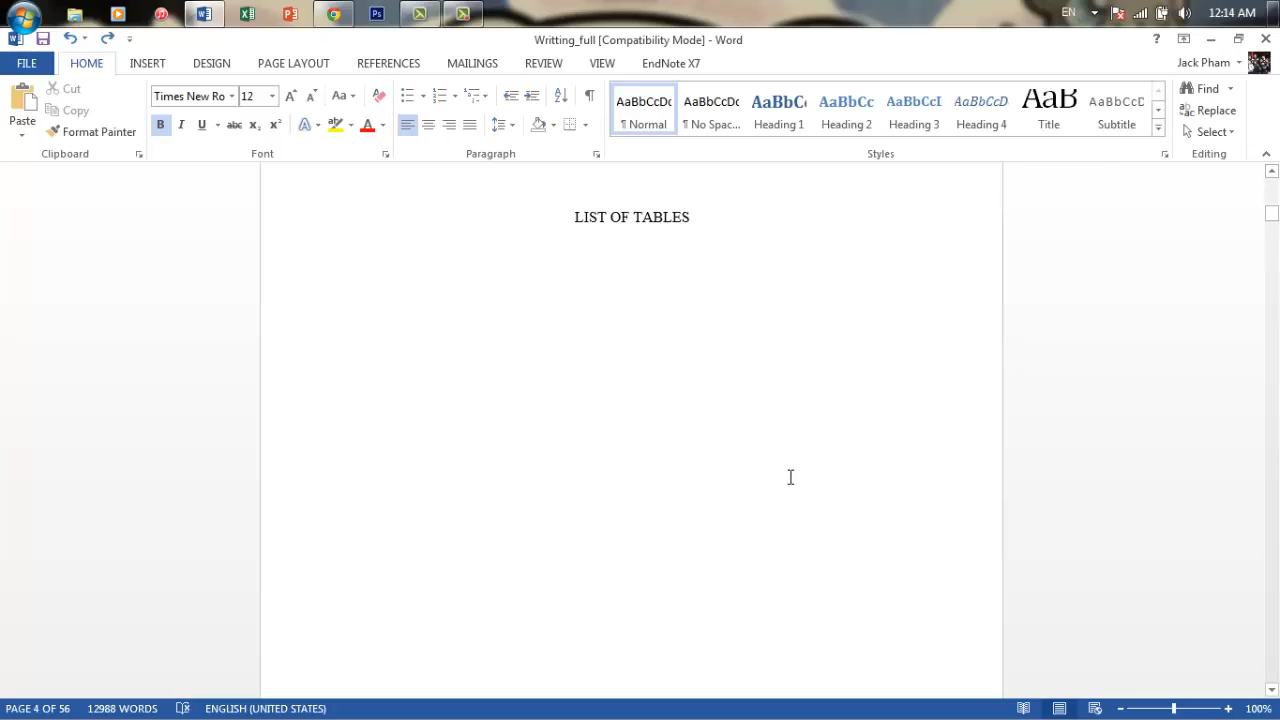 EN 12:14 AM
Writting_full [Compatibility Mode] - Word
FILE HOME INSERT DESIGN PAGE LAYOUT REFERENCES MAILINGS REVIEW VIEW EndNote X7 Jack Pham
Paste
Cut
Copy
Format Painter
Clipboard
Times New Ro 12
Font
Paragraph
AaBbCcDc AaBbCcDc AaBbC AaBbCc AaBbCcI AaBbCcD AaB AaBbCcD
¶ Normal ¶ No Spac... Heading 1 Heading 2 Heading 3 Heading 4 Title Subtitle
Styles
Find
Replace
Select
Editing
LIST OF TABLES
PAGE 4 OF 56 12988 WORDS ENGLISH (UNITED STATES) 100%